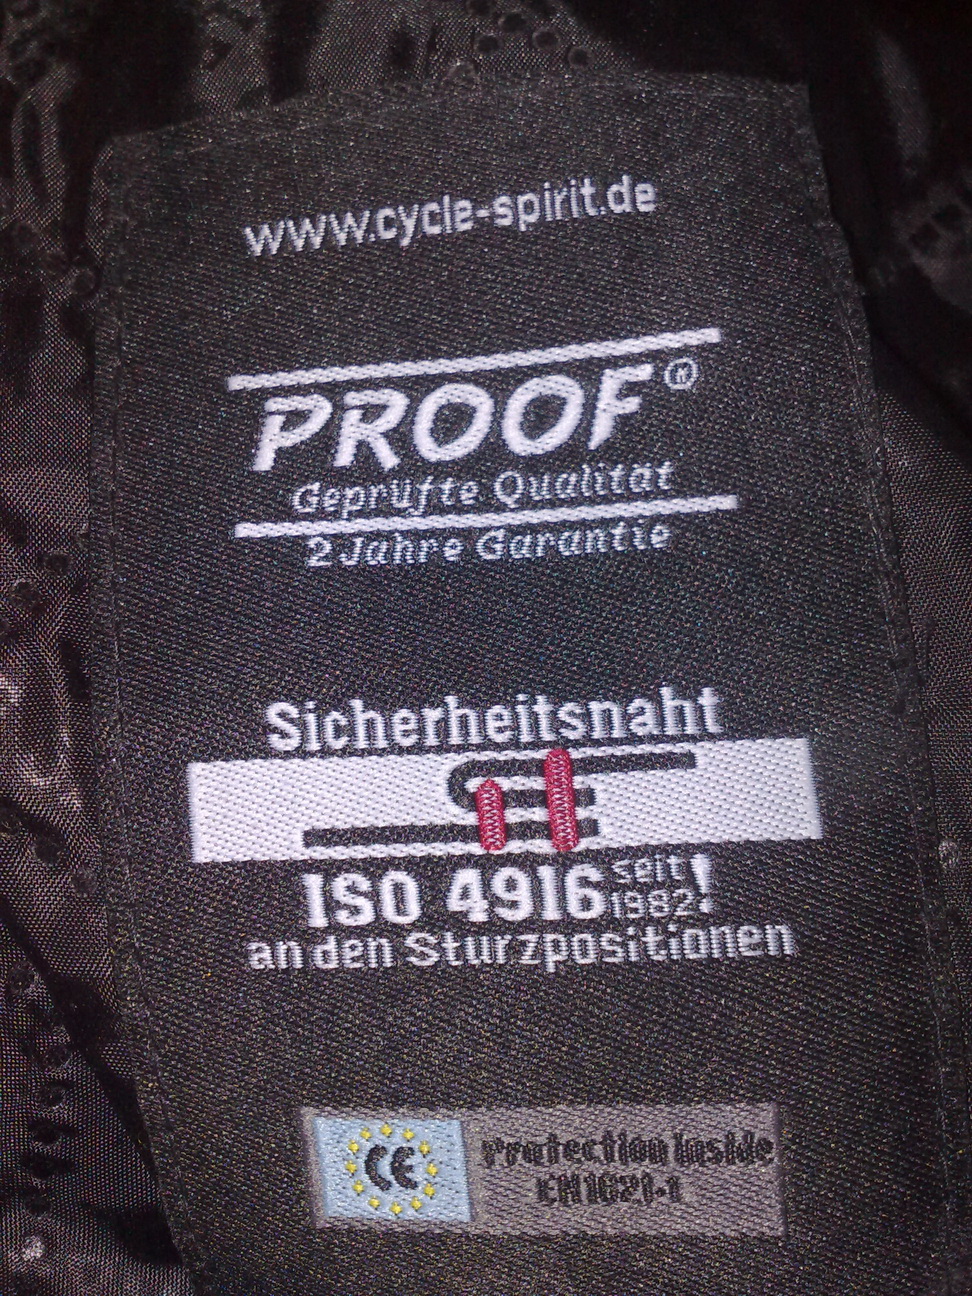 www.cycle-spirit.de
PROOF®
Geprüfte Qualität
2 Jahre Garantie
Sicherheitsnaht
ISO 4916 seit 1982!
an den Sturzpositionen
CE Protection Inside
EN1621-1